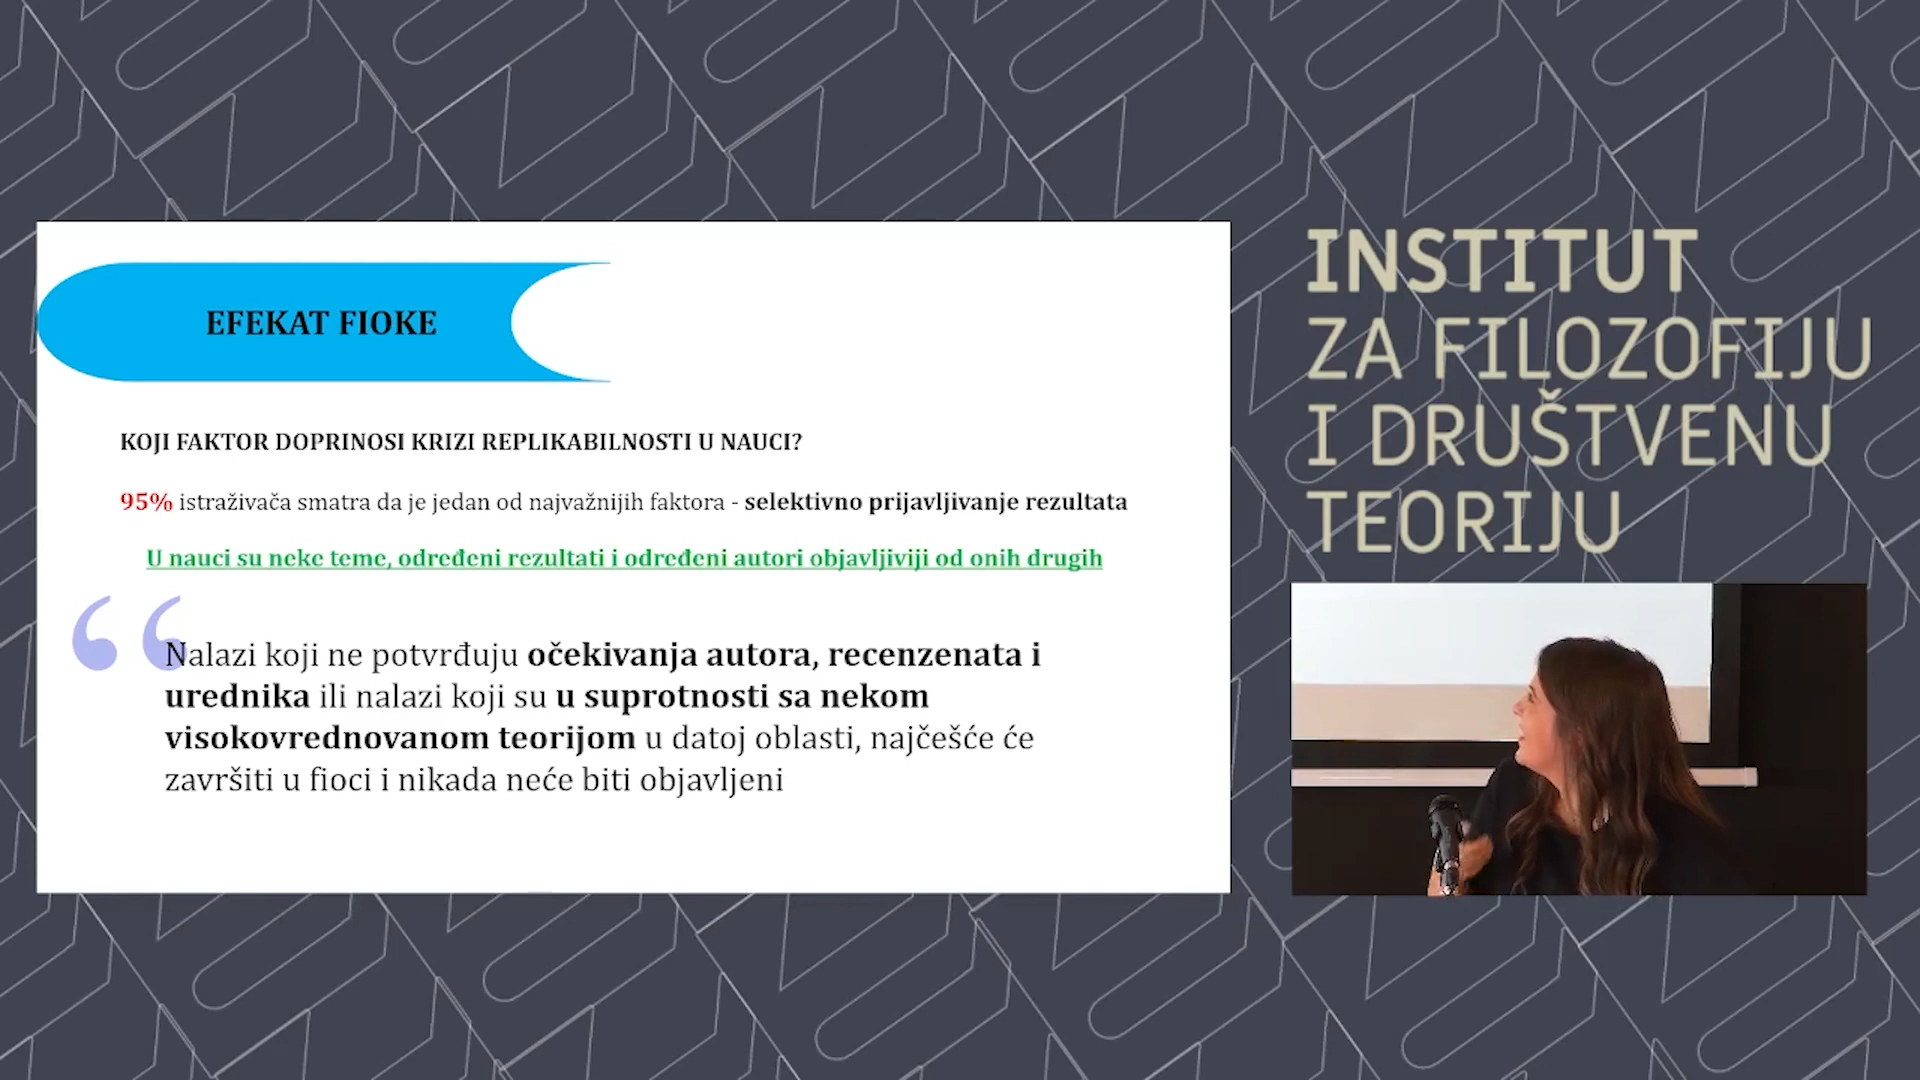 EFEKAT FIOKE
KOJI FAKTOR DOPRINOSI KRIZI REPLIKABILNOSTI U NAUCI?
95% istraživača smatra da je jedan od najvažnijih faktora - selektivno prijavljivanje rezultata
U nauci su neke teme, određeni rezultati i određeni autori objavljiviji od onih drugih
“
Nalazi koji ne potvrđuju očekivanja autora, recenzenata i
urednika ili nalazi koji su u suprotnosti sa nekom
visokovrednovanom teorijom u datoj oblasti, najčešće će
završiti u fioci i nikada neće biti objavljeni
INSTITUT
ZA FILOZOFIJU
I DRUŠTVENU
TEORIJU